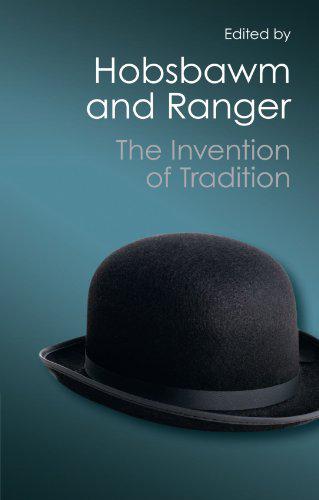 Edited by
Hobsbawm
and Ranger
The Invention
of Tradition